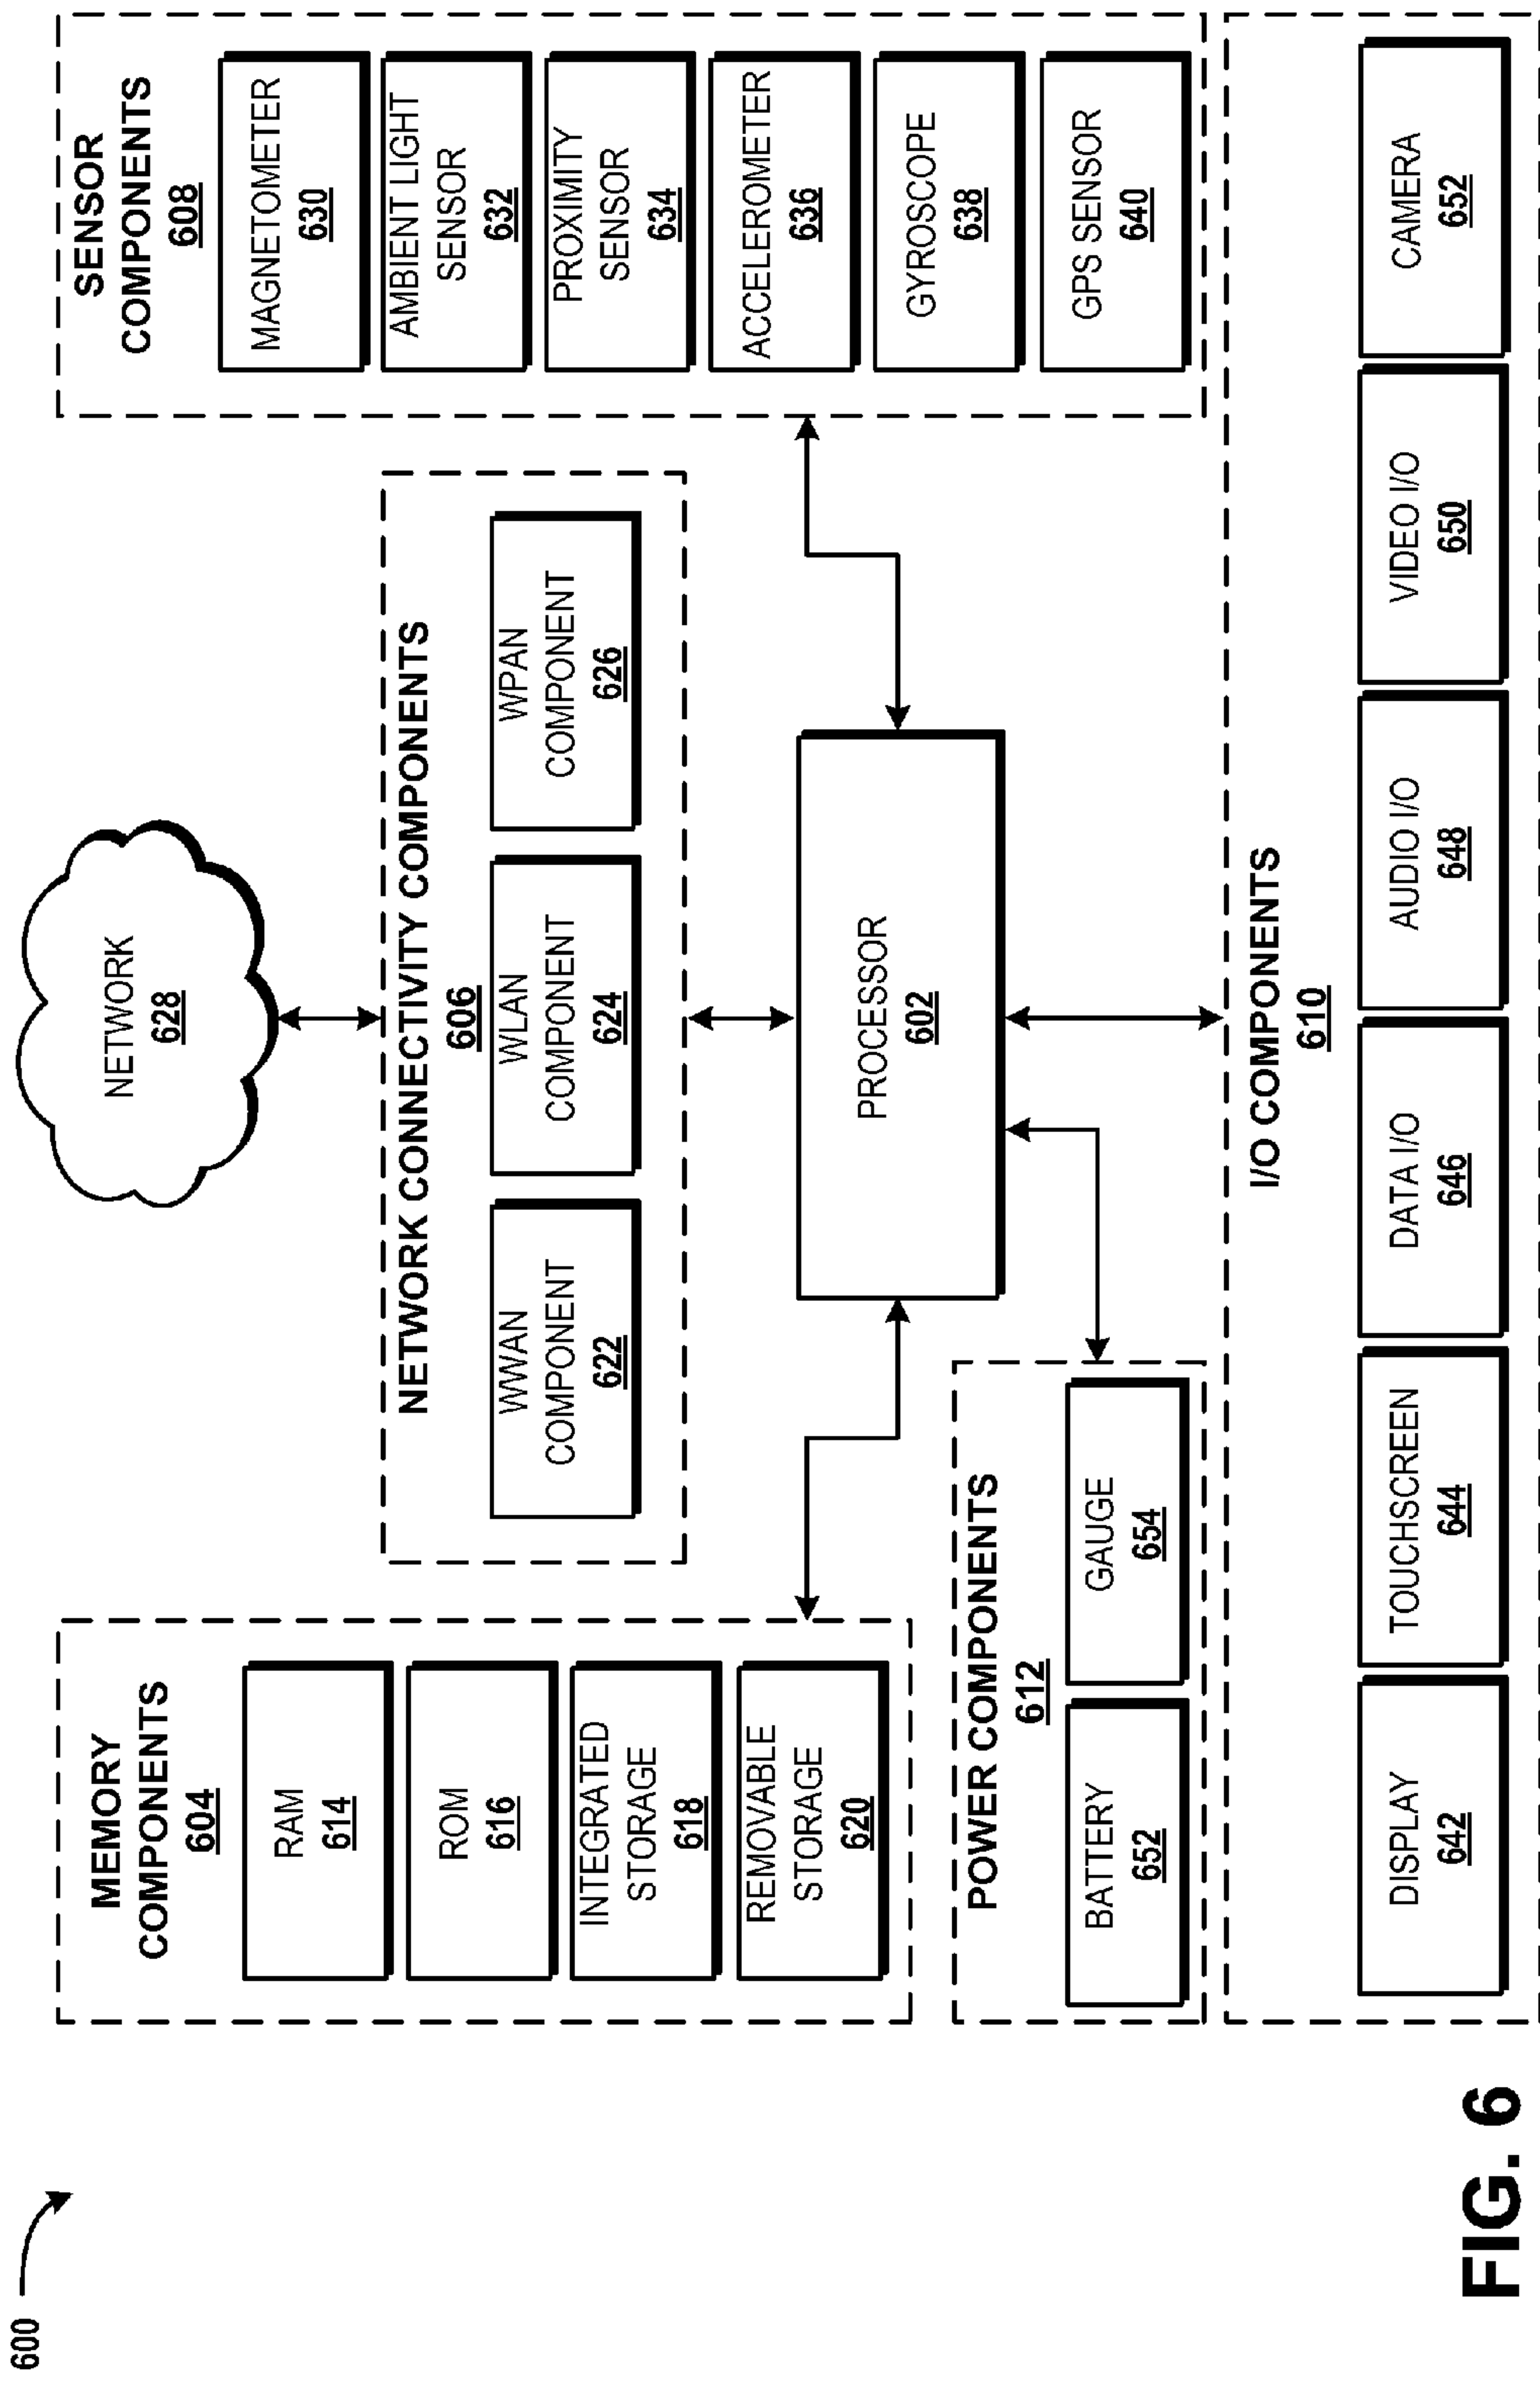 600
MEMORY
COMPONENTS
604
RAM
614
ROM
616
INTEGRATED
STORAGE
618
REMOVABLE
STORAGE
620
NETWORK
628
NETWORK CONNECTIVITY COMPONENTS
606
WWAN
COMPONENT
622
WLAN
COMPONENT
624
WPAN
COMPONENT
626
SENSOR
COMPONENTS
608
MAGNETOMETER
630
AMBIENT LIGHT
SENSOR
632
PROXIMITY
SENSOR
634
ACCELEROMETER
636
GYROSCOPE
638
GPS SENSOR
640
PROCESSOR
602
POWER COMPONENTS
612
BATTERY
652
GAUGE
654
I/O COMPONENTS
610
DISPLAY
642
TOUCHSCREEN
644
DATA I/O
646
AUDIO I/O
648
VIDEO I/O
650
CAMERA
652
FIG. 6